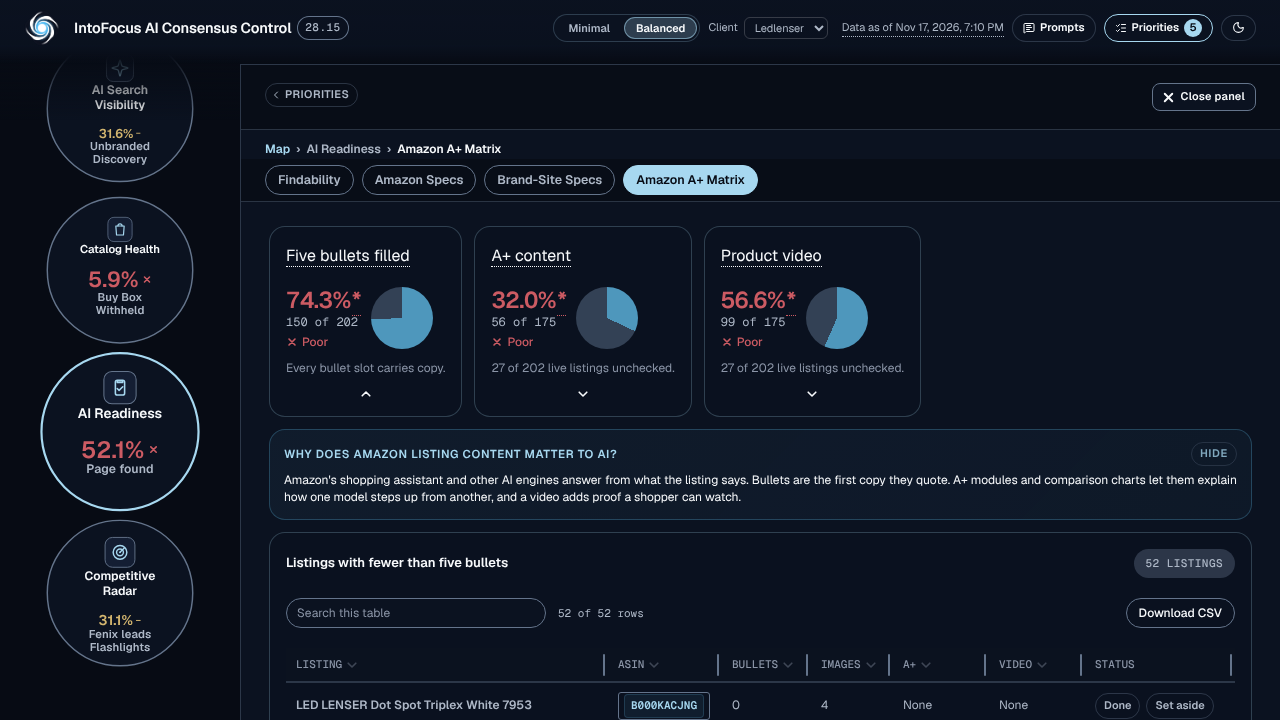 IntoFocus AI Consensus Control 28.15
Minimal Balanced Client Ledlenser Data as of Nov 17, 2026, 7:10 PM Prompts Priorities 5
AI Search
Visibility
31.6% –
Unbranded
Discovery
Catalog Health
5.9% ×
Buy Box
Withheld
AI Readiness
52.1% ×
Page found
Competitive
Radar
31.1% –
Fenix leads
Flashlights
‹ PRIORITIES
× Close panel
Map › AI Readiness › Amazon A+ Matrix
Findability Amazon Specs Brand-Site Specs Amazon A+ Matrix
Five bullets filled
74.3%*
150 of 202
× Poor
Every bullet slot carries copy.
A+ content
32.0%*
56 of 175
× Poor
27 of 202 live listings unchecked.
Product video
56.6%*
99 of 175
× Poor
27 of 202 live listings unchecked.
WHY DOES AMAZON LISTING CONTENT MATTER TO AI? HIDE
Amazon's shopping assistant and other AI engines answer from what the listing says. Bullets are the first copy they quote. A+ modules and comparison charts let them explain
how one model steps up from another, and a video adds proof a shopper can watch.
Listings with fewer than five bullets 52 LISTINGS
Search this table 52 of 52 rows Download CSV
LISTING ASIN BULLETS IMAGES A+ VIDEO STATUS
LED LENSER Dot Spot Triplex White 7953 B000KACJNG 0 4 None None Done Set aside